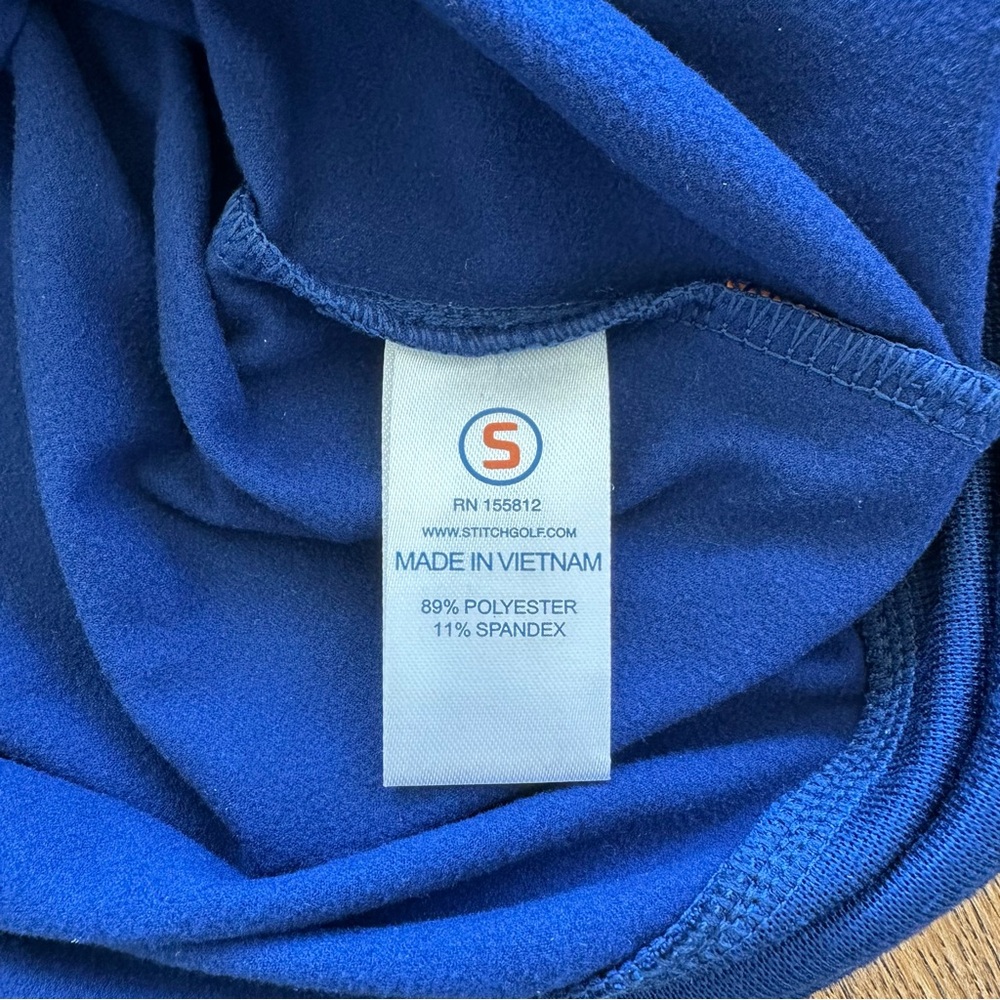 S
RN 155812
WWW.STITCHGOLF.COM
MADE IN VIETNAM
89% POLYESTER
11% SPANDEX